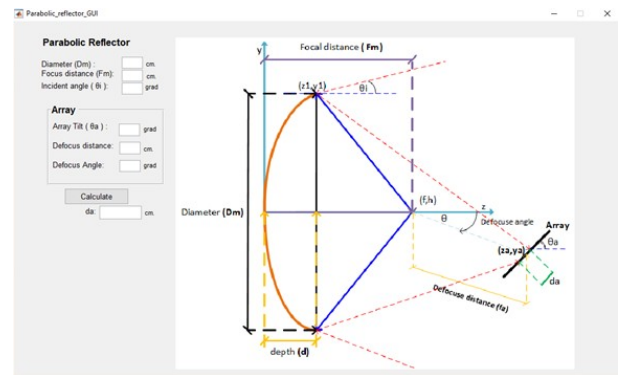 Parabolic_reflector_GUI
Parabolic Reflector
Diameter (Dm) : cm.
Focus distance (Fm): cm.
Incident angle ( θi ): grad
Array
Array Tilt ( θa ) : grad
Defocus distance: cm.
Defocus Angle: grad
Calculate
da: cm.
Focal distance ( Fm)
y
(z1,y1)
θi
Diameter (Dm)
(f,h)
z
θ
Defocuse angle
Array
θa
(za,ya)
da
Defocuse distance (fa)
depth (d)